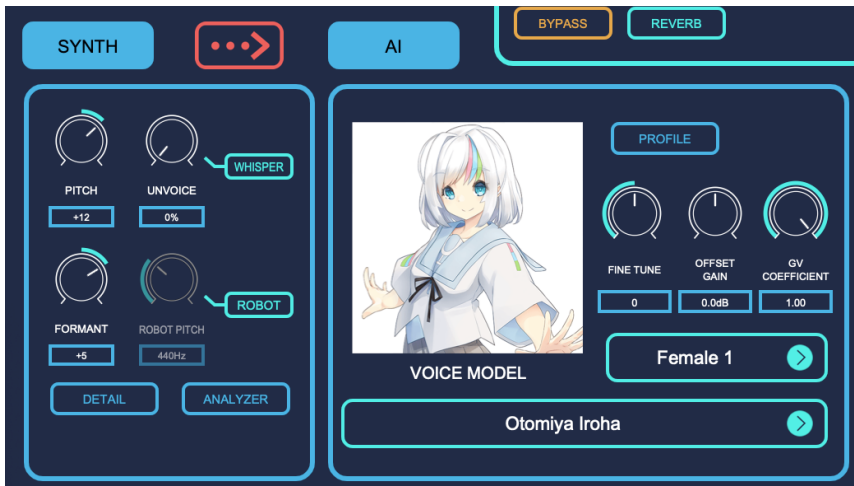 BYPASS
REVERB
SYNTH
AI
PITCH
UNVOICE
WHISPER
+12
0%
FORMANT
ROBOT PITCH
ROBOT
+5
440Hz
DETAIL
ANALYZER
PROFILE
FINE TUNE
OFFSET
GAIN
GV
COEFFICIENT
0
0.0dB
1.00
VOICE MODEL
Female 1
Otomiya Iroha